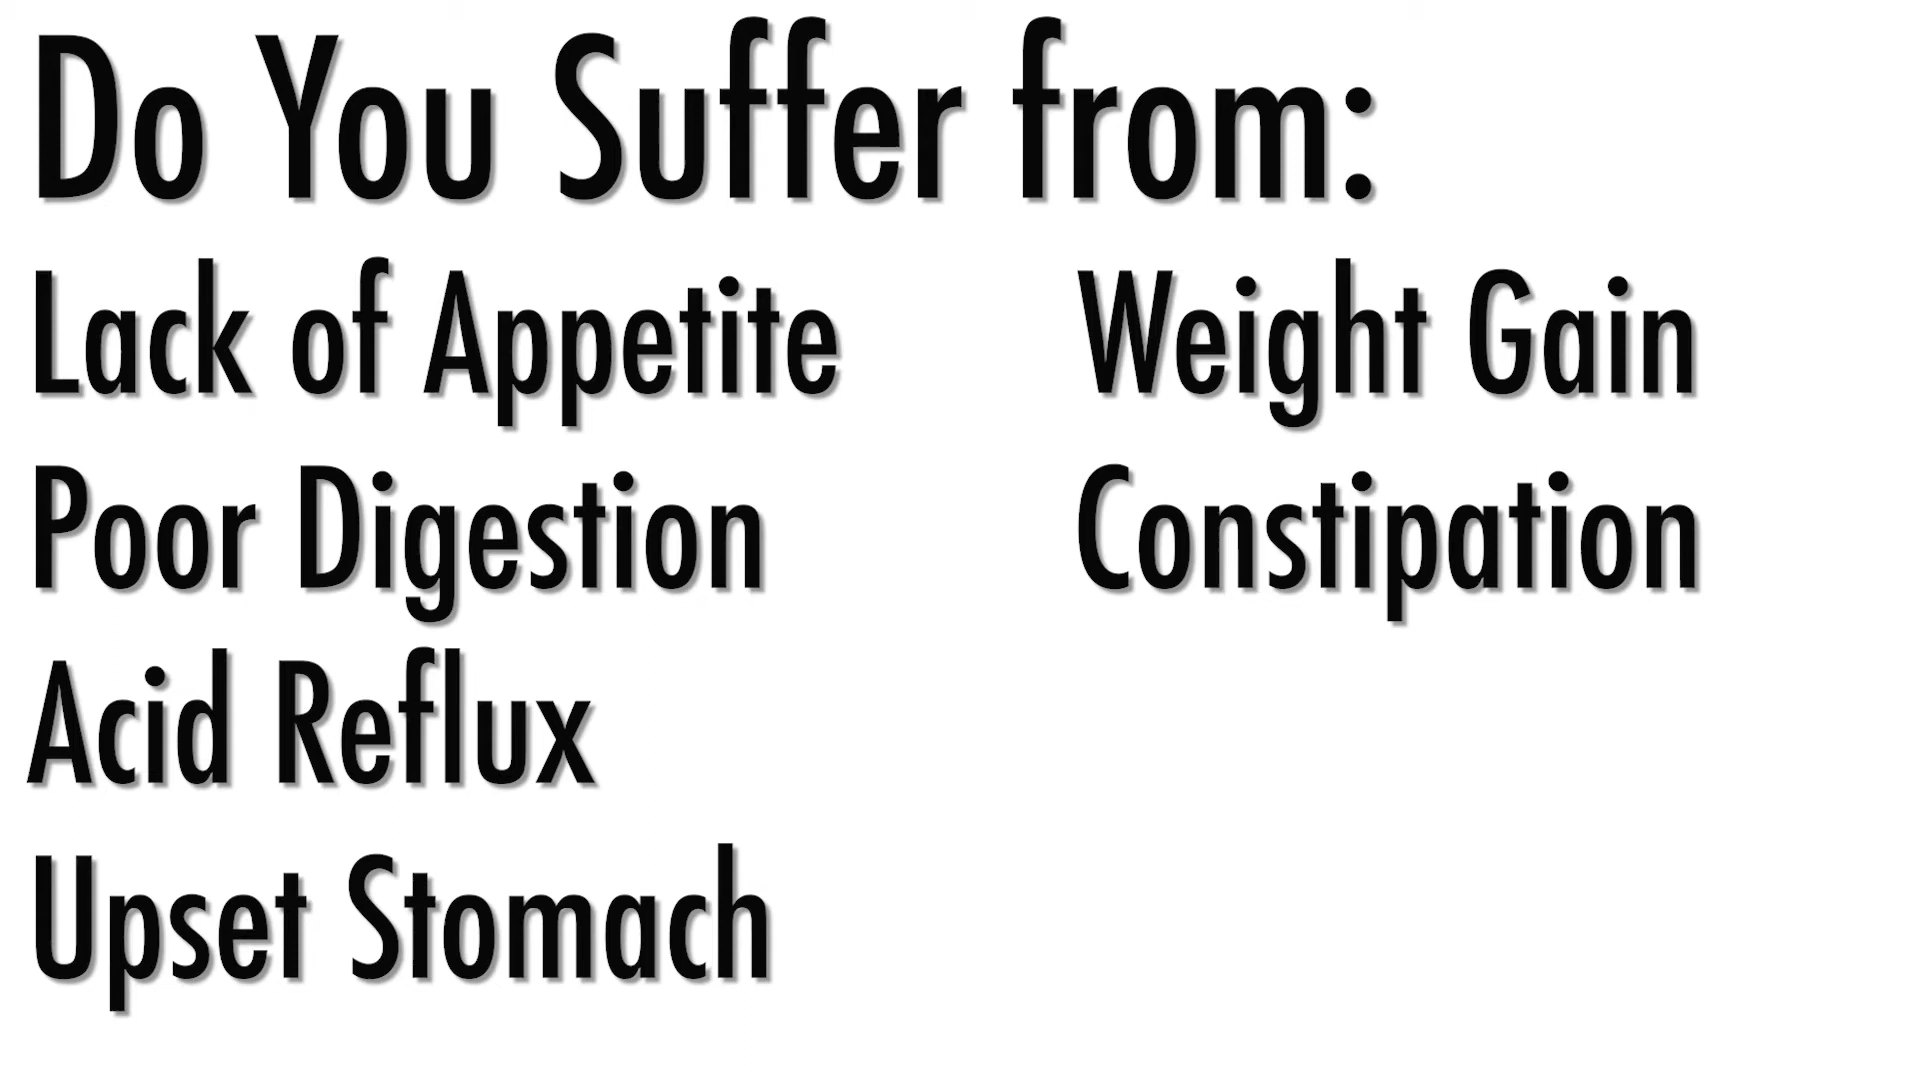 Do You Suffer from:
Lack of Appetite
Poor Digestion
Acid Reflux
Upset Stomach
Weight Gain
Constipation